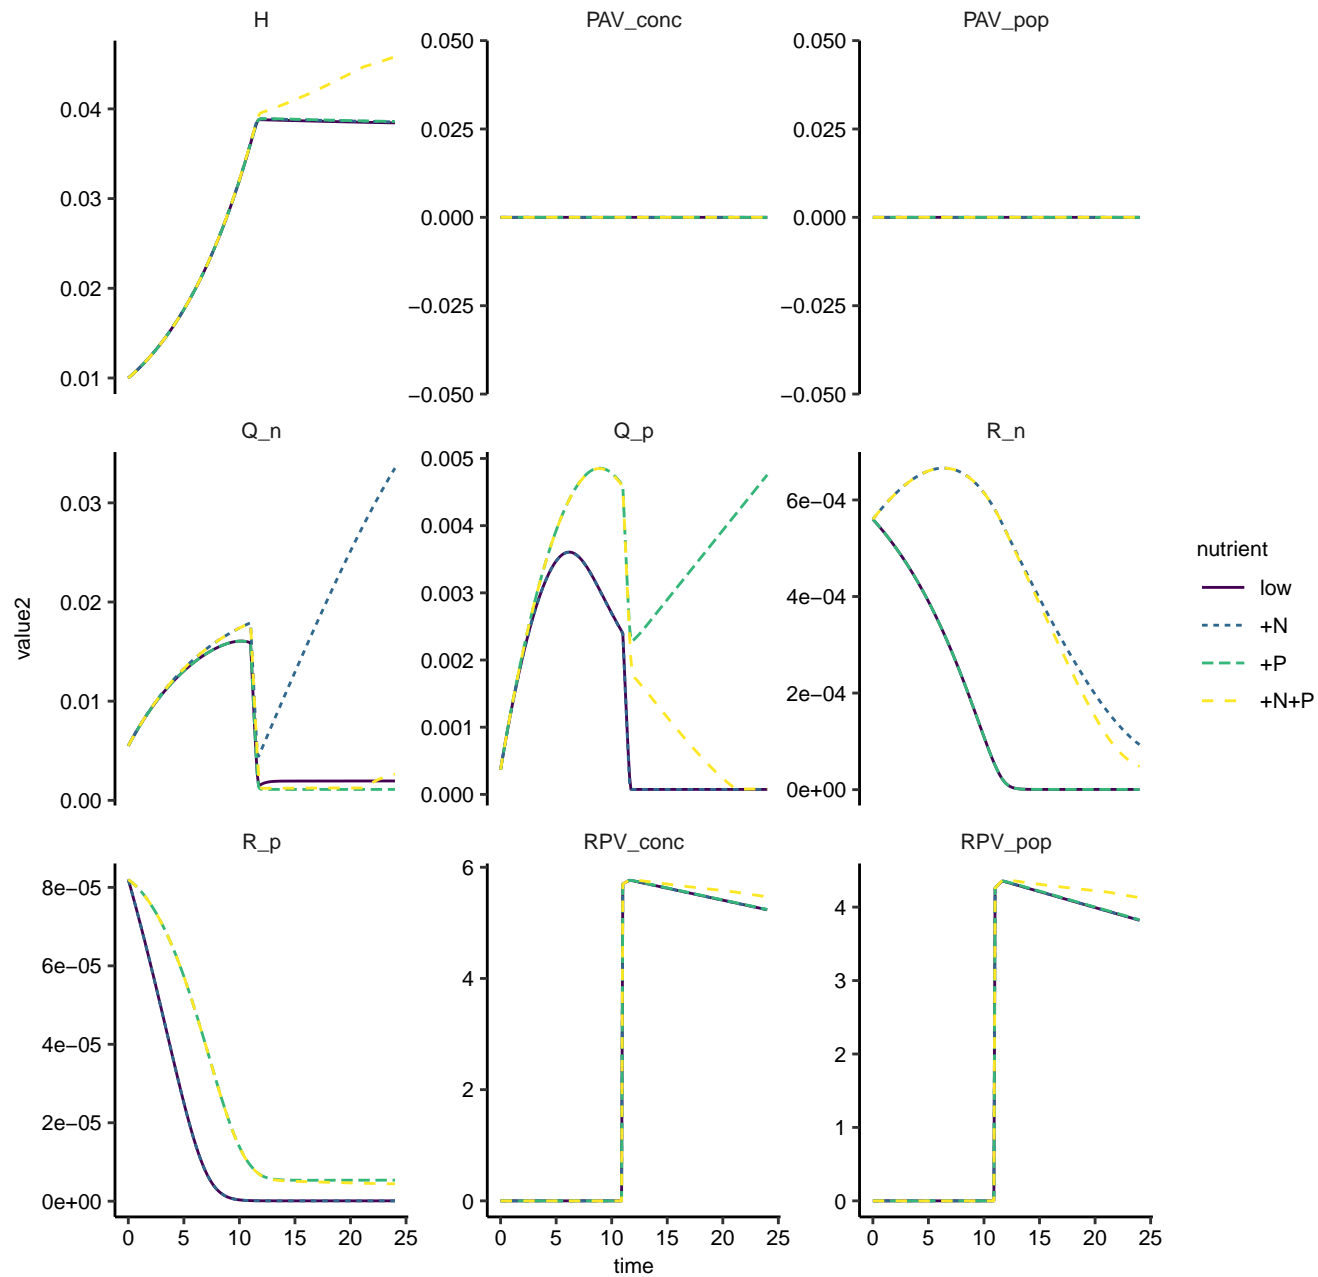 H PAV_conc PAV_pop
0.04
0.03
0.02
0.01
0.050
0.025
0.000
−0.025
−0.050
0.050
0.025
0.000
−0.025
−0.050
Q_n Q_p R_n
0.03
0.02
0.01
0.00
0.005
0.004
0.003
0.002
0.001
0.000
6e−04
4e−04
2e−04
0e+00
R_p RPV_conc RPV_pop
8e−05
6e−05
4e−05
2e−05
0e+00
6
4
2
0
4
3
2
1
0
0 5 10 15 20 25 0 5 10 15 20 25 0 5 10 15 20 25
time
value2
nutrient
low
+N
+P
+N+P